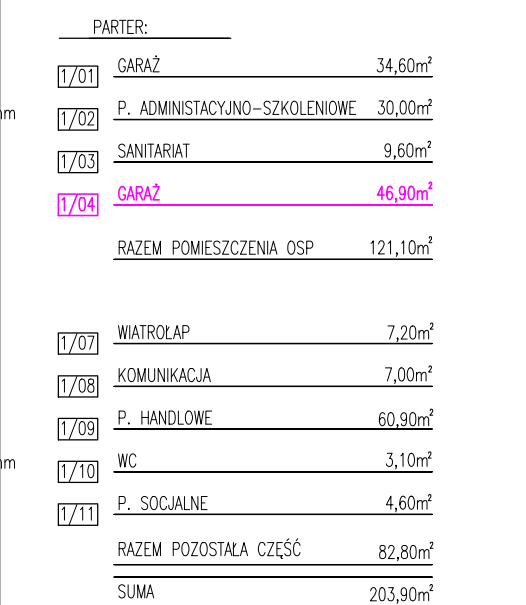 PARTER:
1/01 GARAŻ 34,60m²
mm
1/02 P. ADMINISTACYJNO-SZKOLENIOWE 30,00m²
1/03 SANITARIAT 9,60m²
1/04 GARAŻ 46,90m²
RAZEM POMIESZCZENIA OSP 121,10m²
1/07 WIATROŁAP 7,20m²
1/08 KOMUNIKACJA 7,00m²
1/09 P. HANDLOWE 60,90m²
mm
1/10 WC 3,10m²
1/11 P. SOCJALNE 4,60m²
RAZEM POZOSTAŁA CZĘŚĆ 82,80m²
SUMA 203,90m²